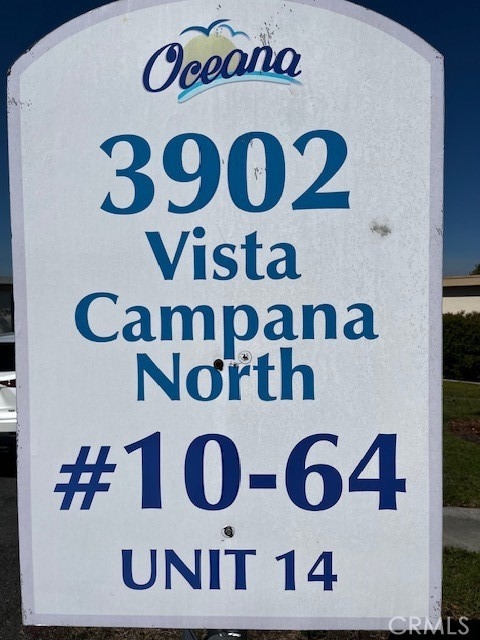 Oceana
3902
Vista
Campana
North
#10-64
UNIT 14
CRMLS